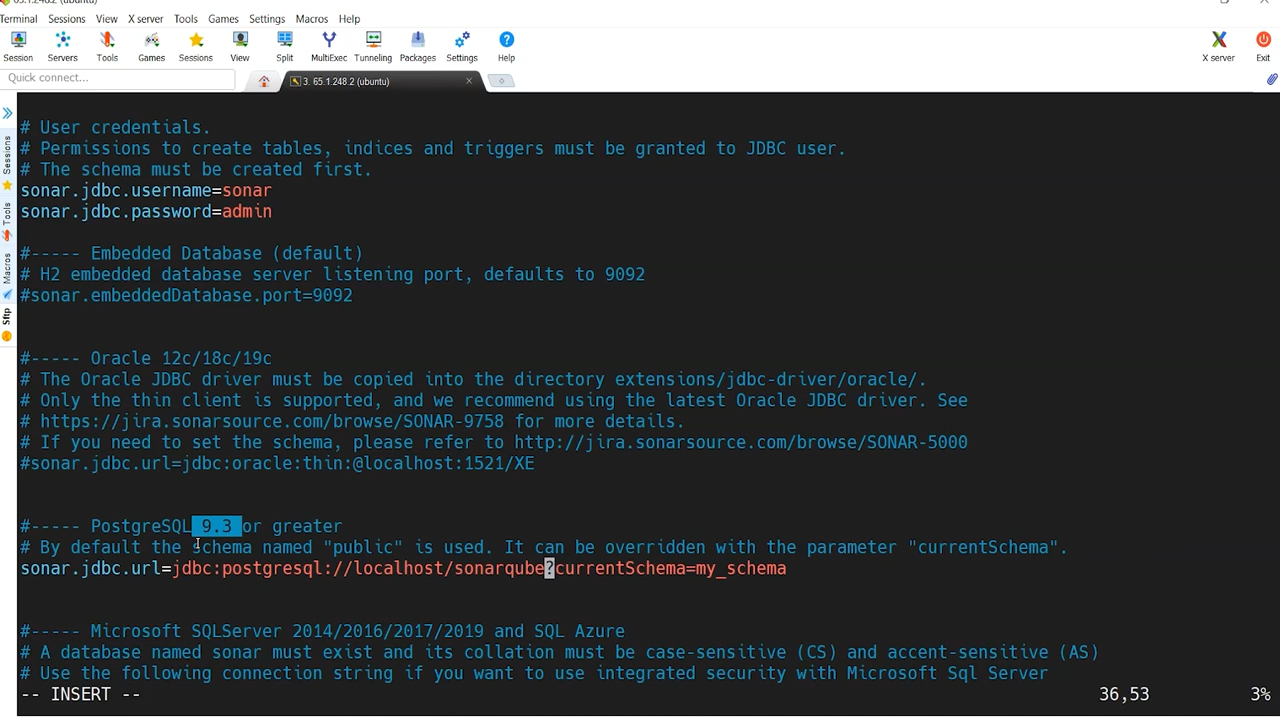 65.1.248.2 (ubuntu)
Terminal Sessions View X server Tools Games Settings Macros Help
Session Servers Tools Games Sessions View Split MultiExec Tunneling Packages Settings Help X server Exit
Quick connect...
3. 65.1.248.2 (ubuntu)
Sessions
Tools
Macros
Sftp
# User credentials.
# Permissions to create tables, indices and triggers must be granted to JDBC user.
# The schema must be created first.
sonar.jdbc.username=sonar
sonar.jdbc.password=admin
#----- Embedded Database (default)
# H2 embedded database server listening port, defaults to 9092
#sonar.embeddedDatabase.port=9092
#----- Oracle 12c/18c/19c
# The Oracle JDBC driver must be copied into the directory extensions/jdbc-driver/oracle/.
# Only the thin client is supported, and we recommend using the latest Oracle JDBC driver. See
# https://jira.sonarsource.com/browse/SONAR-9758 for more details.
# If you need to set the schema, please refer to http://jira.sonarsource.com/browse/SONAR-5000
#sonar.jdbc.url=jdbc:oracle:thin:@localhost:1521/XE
#----- PostgreSQL 9.3 or greater
# By default the schema named "public" is used. It can be overridden with the parameter "currentSchema".
sonar.jdbc.url=jdbc:postgresql://localhost/sonarqube?currentSchema=my_schema
#----- Microsoft SQLServer 2014/2016/2017/2019 and SQL Azure
# A database named sonar must exist and its collation must be case-sensitive (CS) and accent-sensitive (AS)
# Use the following connection string if you want to use integrated security with Microsoft Sql Server
-- INSERT -- 36,53 3%